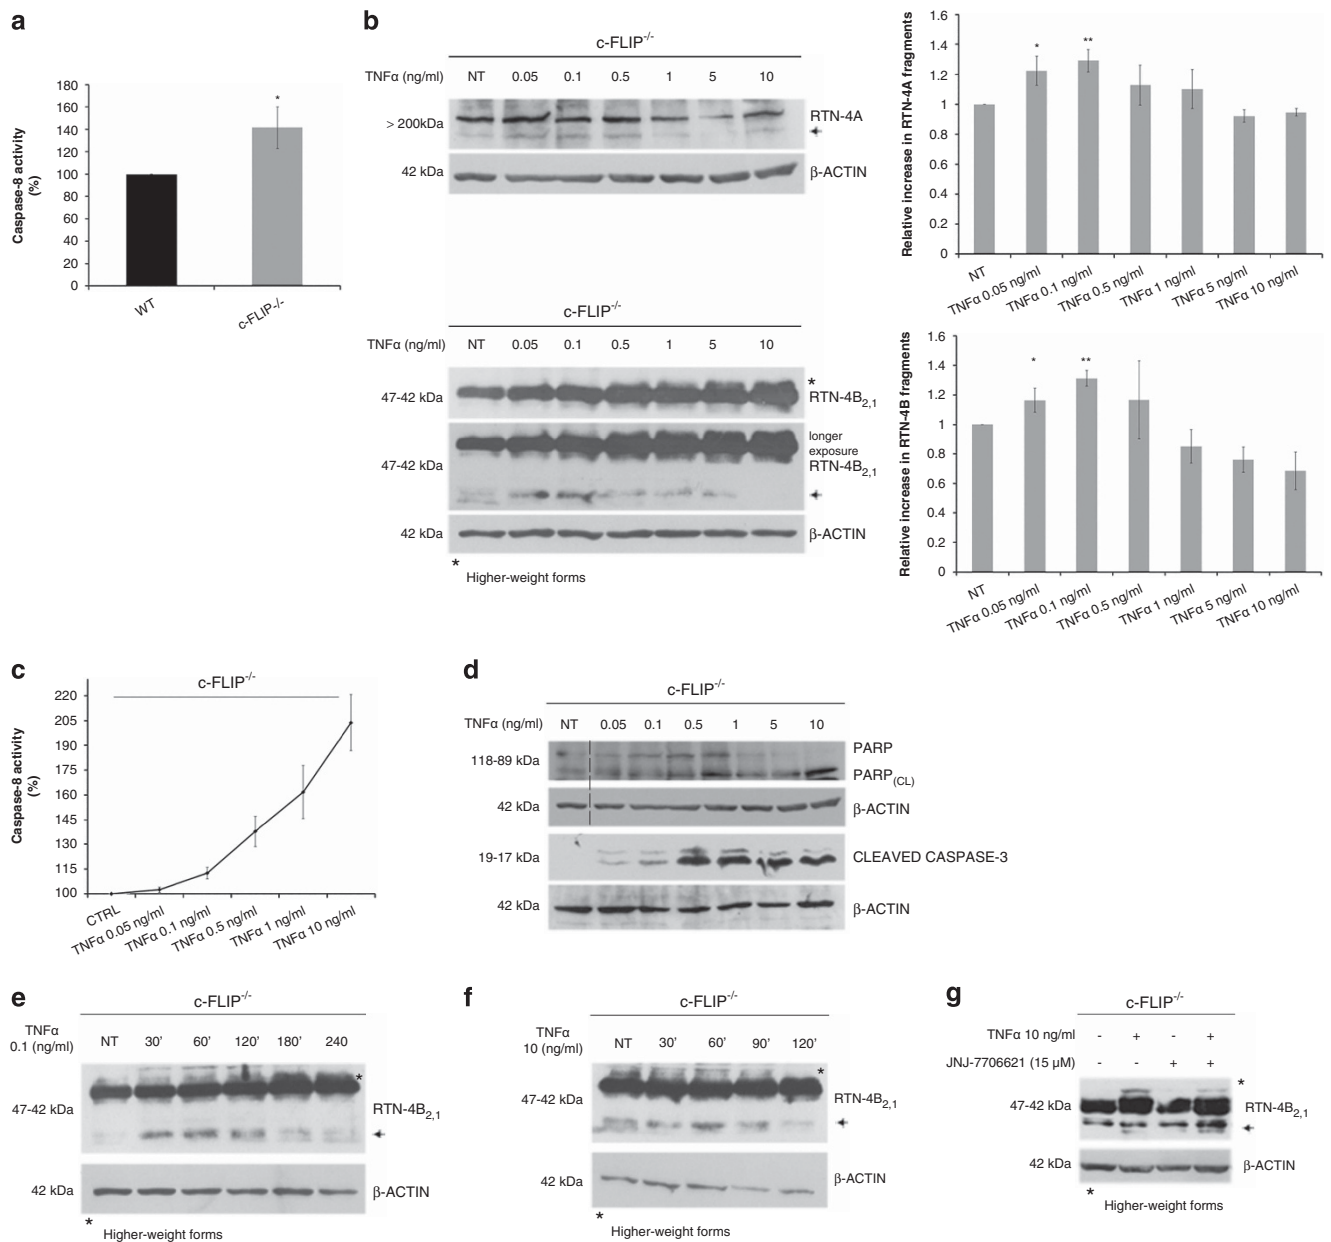 a
Caspase-8 activity
(%)
180
160
140
120
100
80
60
40
20
0
*
WT
c-FLIP-/-
b
c-FLIP-/-
TNFα (ng/ml) NT 0.05 0.1 0.5 1 5 10
> 200kDa
RTN-4A
42 kDa
β-ACTIN
Relative increase in RTN-4A fragments
1.6
1.4
1.2
1
0.8
0.6
0.4
0.2
0
* **
NT
TNFα 0.05 ng/ml
TNFα 0.1 ng/ml
TNFα 0.5 ng/ml
TNFα 1 ng/ml
TNFα 5 ng/ml
TNFα 10 ng/ml
c-FLIP-/-
TNFα (ng/ml) NT 0.05 0.1 0.5 1 5 10
*
47-42 kDa
RTN-4B2,1
longer
exposure
47-42 kDa
RTN-4B2,1
42 kDa
β-ACTIN
*
Higher-weight forms
Relative increase in RTN-4B fragments
1.6
1.4
1.2
1
0.8
0.6
0.4
0.2
0
* **
NT
TNFα 0.05 ng/ml
TNFα 0.1 ng/ml
TNFα 0.5 ng/ml
TNFα 1 ng/ml
TNFα 5 ng/ml
TNFα 10 ng/ml
c
c-FLIP-/-
Caspase-8 activity
(%)
220
205
190
175
160
145
130
115
100
CTRL
TNFα 0.05 ng/ml
TNFα 0.1 ng/ml
TNFα 0.5 ng/ml
TNFα 1 ng/ml
TNFα 10 ng/ml
d
c-FLIP-/-
TNFα (ng/ml) NT 0.05 0.1 0.5 1 5 10
118-89 kDa
PARP
PARP(CL)
42 kDa
β-ACTIN
19-17 kDa
CLEAVED CASPASE-3
42 kDa
β-ACTIN
e
c-FLIP-/-
TNFα
0.1 (ng/ml)
NT 30' 60' 120' 180' 240
*
47-42 kDa
RTN-4B2,1
42 kDa
β-ACTIN
*
Higher-weight forms
f
c-FLIP-/-
TNFα
10 (ng/ml)
NT 30' 60' 90' 120'
*
47-42 kDa
RTN-4B2,1
42 kDa
β-ACTIN
*
Higher-weight forms
g
c-FLIP-/-
TNFα 10 ng/ml - + - +
JNJ-7706621 (15 μM) - - + +
*
47-42 kDa
RTN-4B2,1
42 kDa
β-ACTIN
*
Higher-weight forms